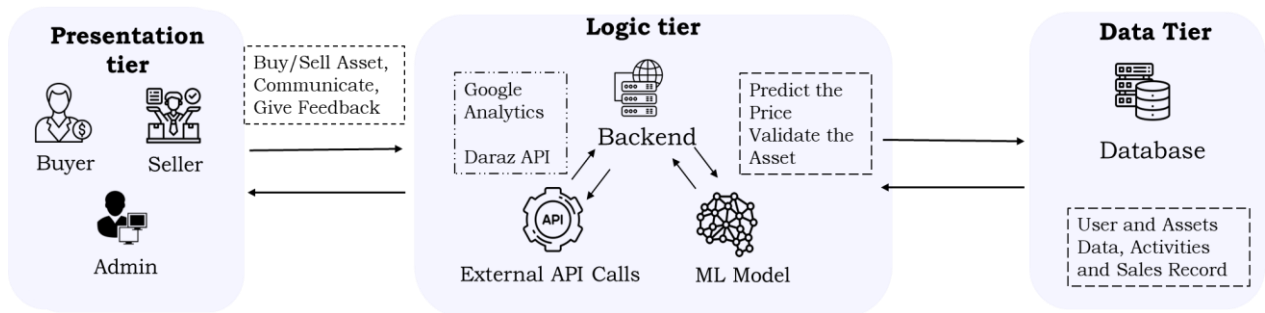 Presentation
tier
Buyer
Seller
Admin
Buy/Sell Asset,
Communicate,
Give Feedback
Logic tier
Google
Analytics
Daraz API
Backend
Predict the
Price
Validate the
Asset
API
External API Calls
ML Model
Data Tier
Database
User and Assets
Data, Activities
and Sales Record